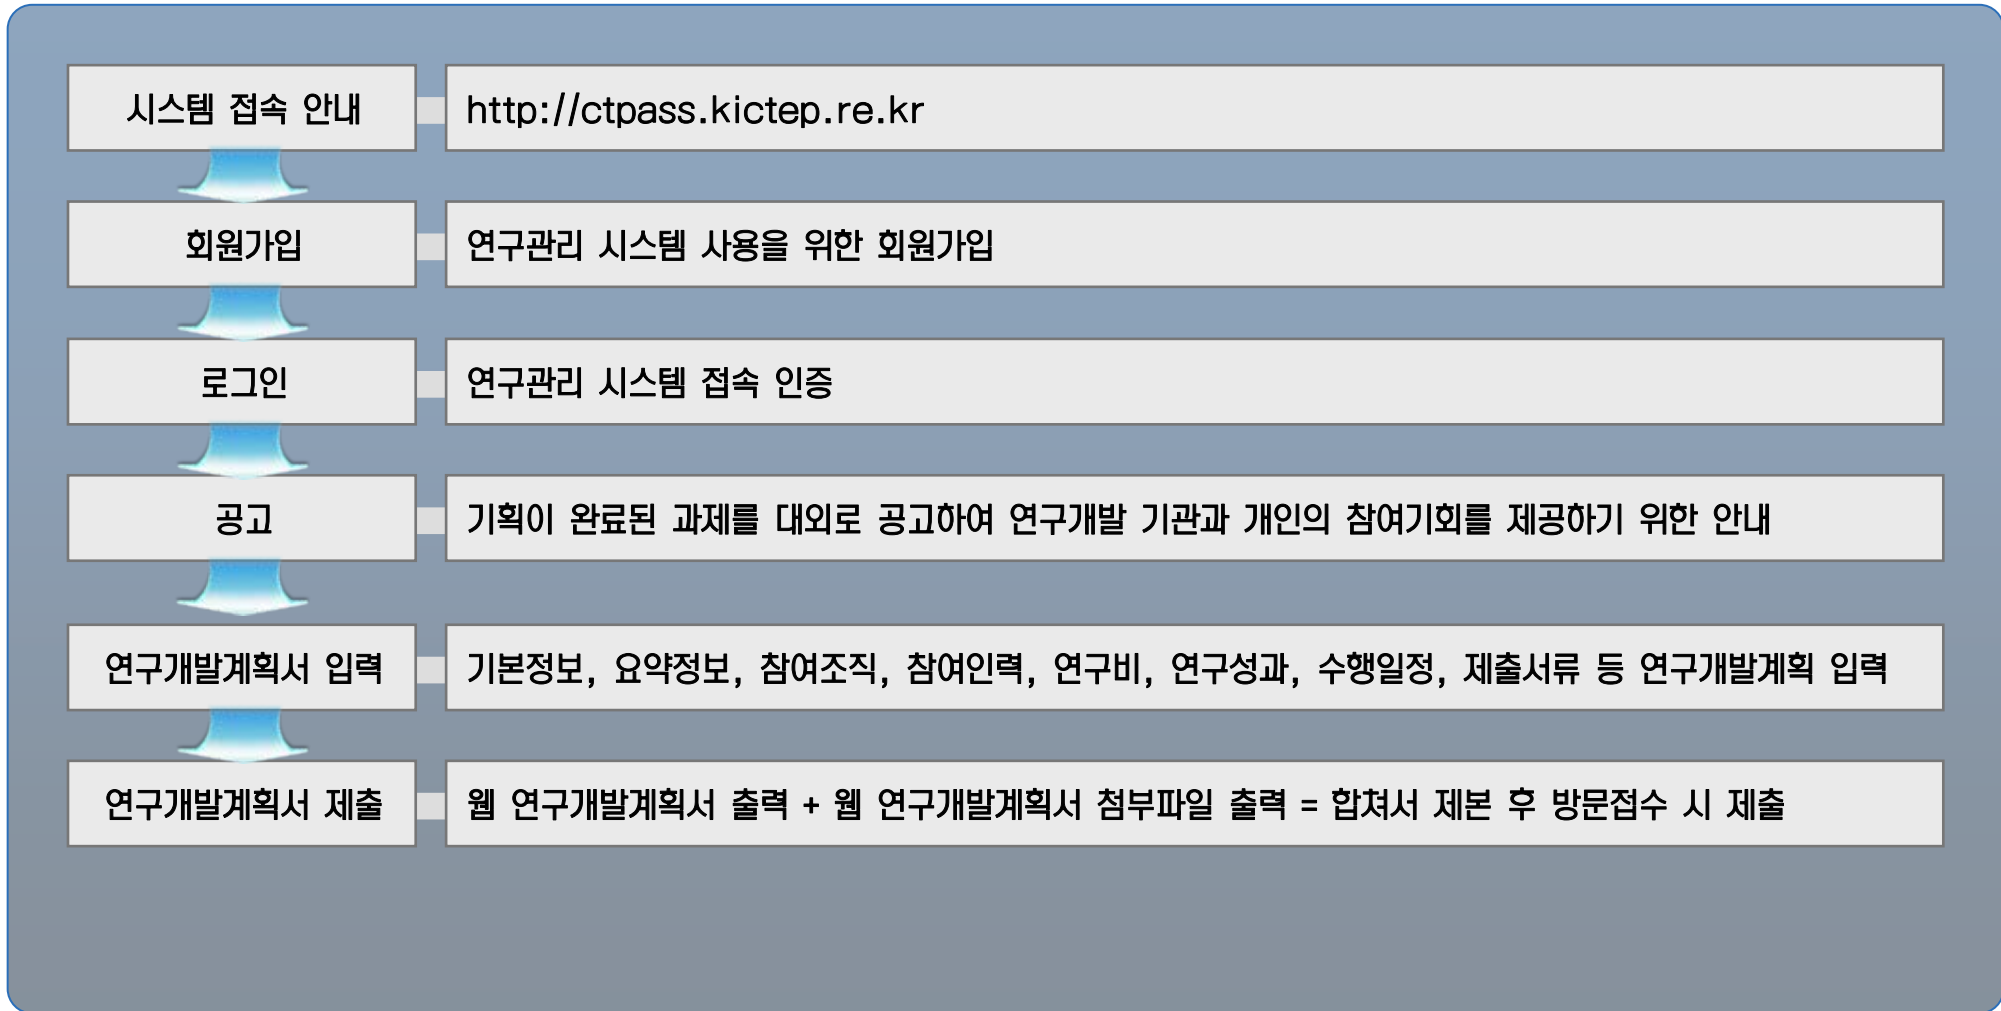 시스템 접속 안내
http://ctpass.kictep.re.kr
회원가입
연구관리 시스템 사용을 위한 회원가입
로그인
연구관리 시스템 접속 인증
공고
기획이 완료된 과제를 대외로 공고하여 연구개발 기관과 개인의 참여기회를 제공하기 위한 안내
연구개발계획서 입력
기본정보, 요약정보, 참여조직, 참여인력, 연구비, 연구성과, 수행일정, 제출서류 등 연구개발계획 입력
연구개발계획서 제출
웹 연구개발계획서 출력 + 웹 연구개발계획서 첨부파일 출력 = 합쳐서 제본 후 방문접수 시 제출